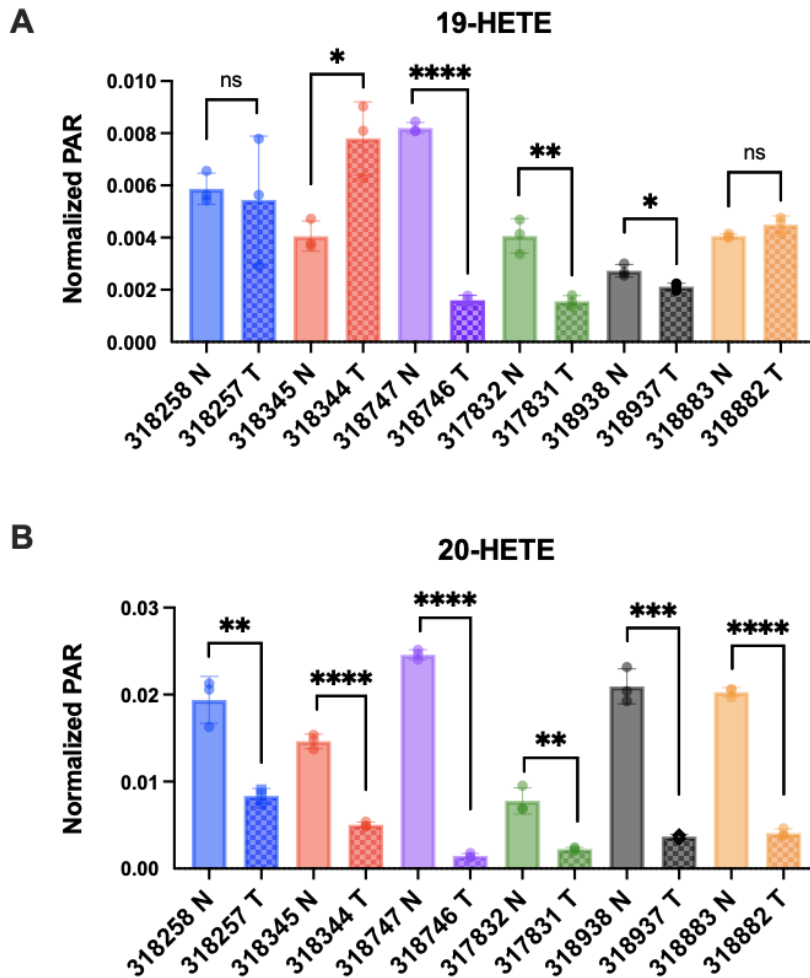 A
19-HETE
Normalized PAR
0.010
0.008
0.006
0.004
0.002
0.000
ns
*
****
**
*
ns
318258 N
318257 T
318345 N
318344 T
318747 N
318746 T
317832 N
317831 T
318938 N
318937 T
318883 N
318882 T
B
20-HETE
Normalized PAR
0.03
0.02
0.01
0.00
**
****
****
**
***
****
318258 N
318257 T
318345 N
318344 T
318747 N
318746 T
317832 N
317831 T
318938 N
318937 T
318883 N
318882 T